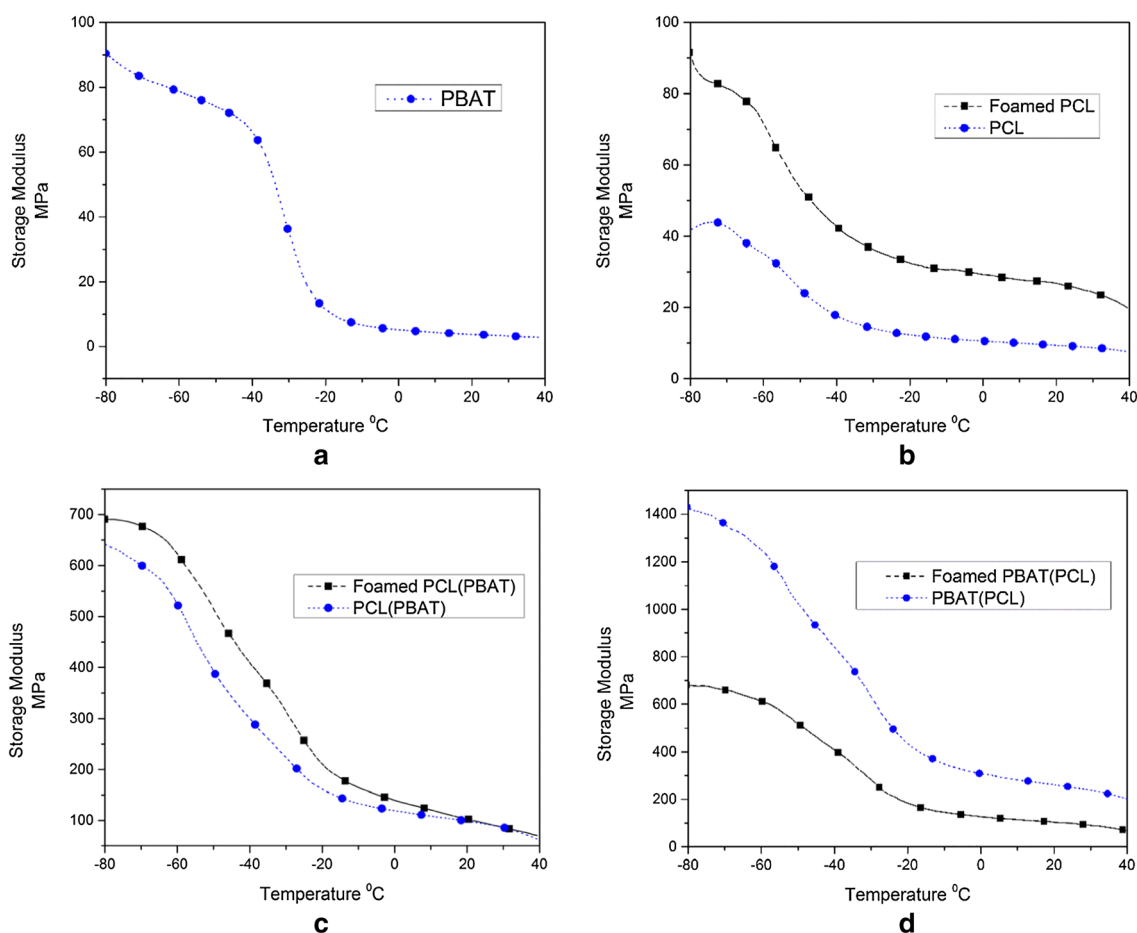 100
80
60
40
20
0
Storage Modulus
MPa
PBAT
-80 -60 -40 -20 0 20 40
Temperature ⁰C
a
100
80
60
40
20
0
Storage Modulus
MPa
Foamed PCL
PCL
-80 -60 -40 -20 0 20 40
Temperature ⁰C
b
700
600
500
400
300
200
100
Storage Modulus
MPa
Foamed PCL(PBAT)
PCL(PBAT)
-80 -60 -40 -20 0 20 40
Temperature ⁰C
c
1400
1200
1000
800
600
400
200
0
Storage Modulus
MPa
Foamed PBAT(PCL)
PBAT(PCL)
-80 -60 -40 -20 0 20 40
Temperature ⁰C
d